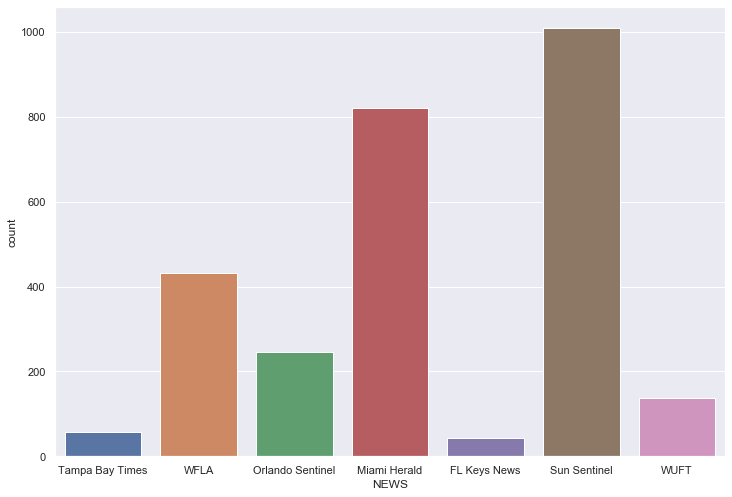 1000
800
600
400
200
0
count
Tampa Bay Times
WFLA
Orlando Sentinel
Miami Herald
FL Keys News
Sun Sentinel
WUFT
NEWS